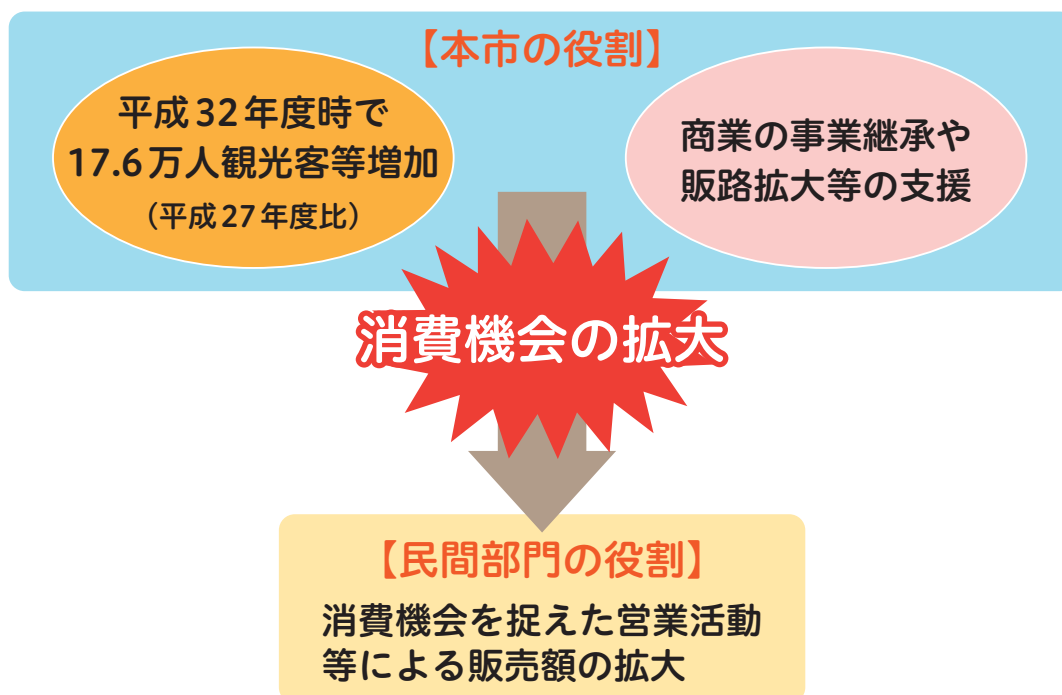 【本市の役割】
平成32年度時で
17.6万人観光客等増加
（平成27年度比）
商業の事業継承や
販路拡大等の支援
消費機会の拡大
【民間部門の役割】
消費機会を捉えた営業活動
等による販売額の拡大